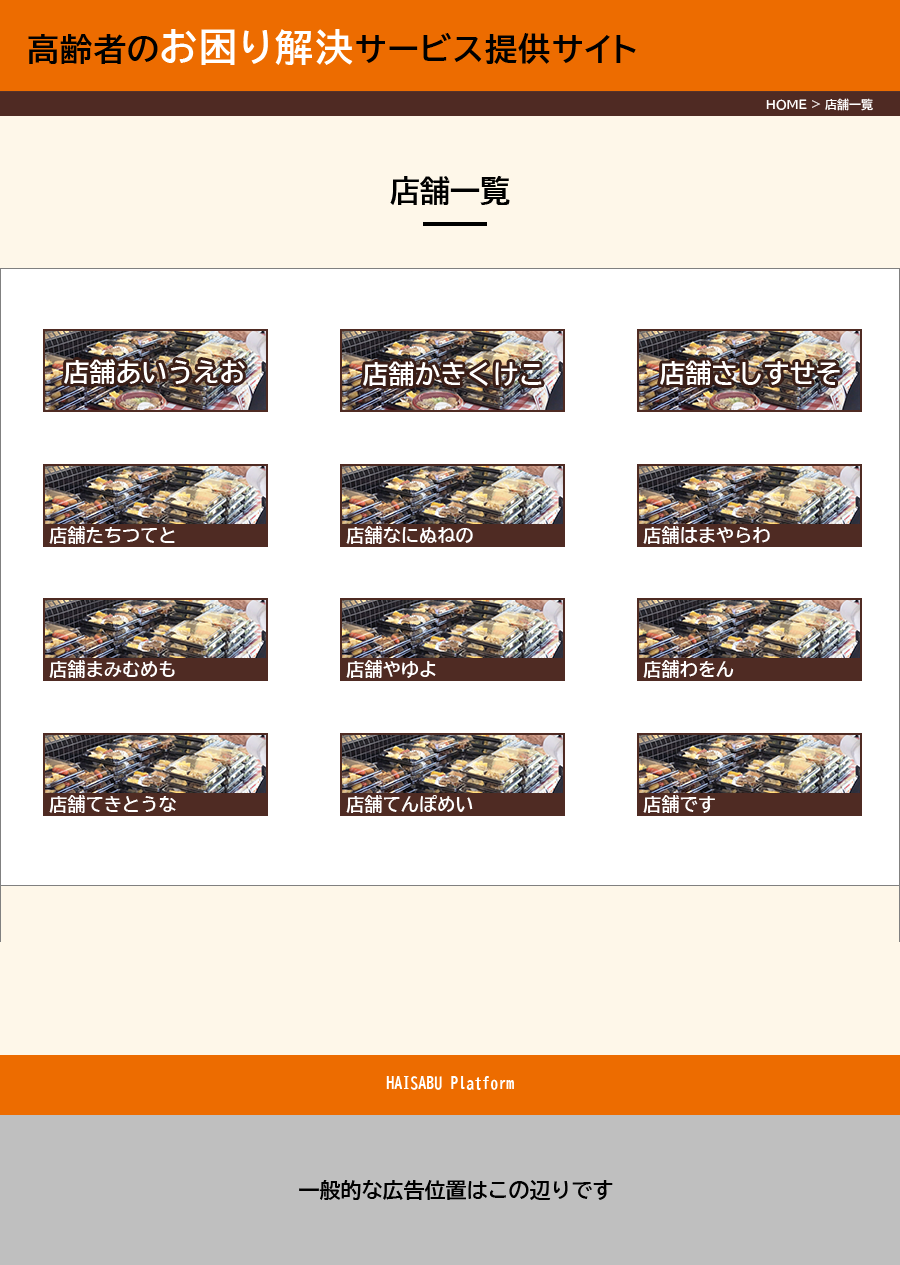 高齢者のお困り解決サービス提供サイト
HOME > 店舗一覧
店舗一覧
店舗あいうえお
店舗かきくけこ
店舗さしすせそ
店舗たちつてと
店舗なにぬねの
店舗はまやらわ
店舗まみむめも
店舗やゆよ
店舗わをん
店舗てきとうな
店舗てんぽめい
店舗です
HAISABU Platform
一般的な広告位置はこの辺りです